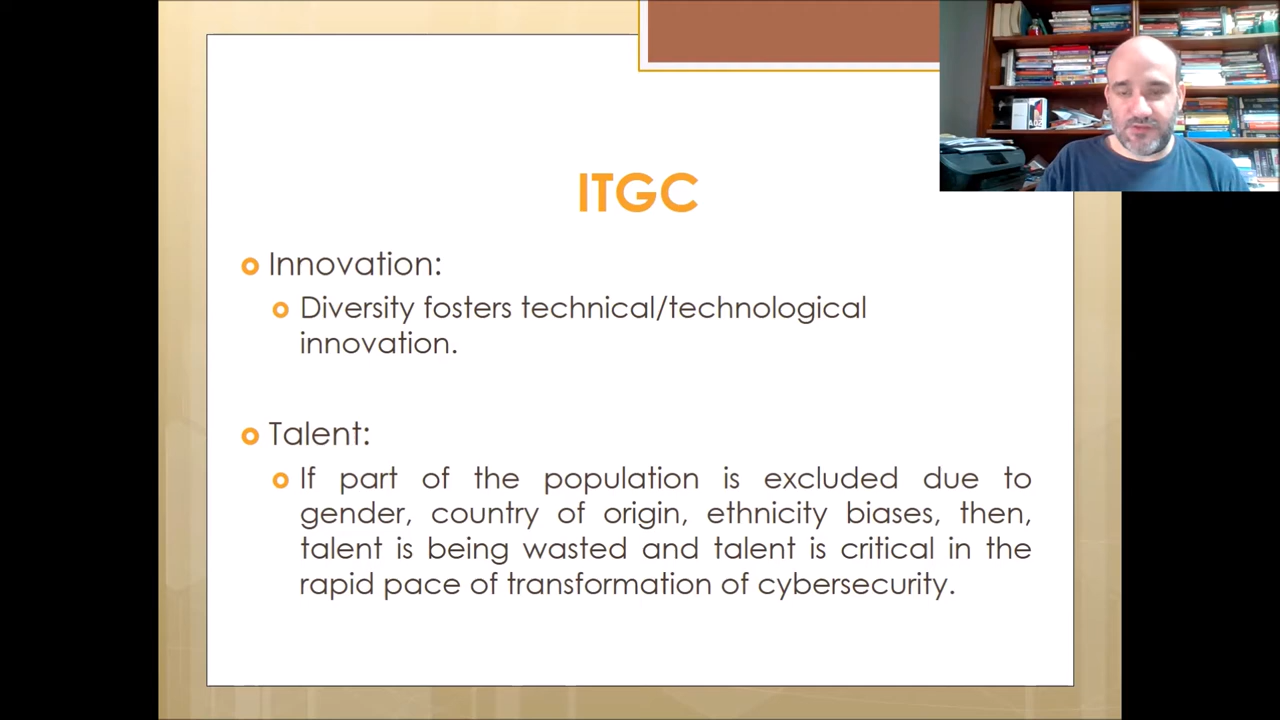 ITGC
Innovation:
Diversity fosters technical/technological
innovation.
Talent:
If part of the population is excluded due to
gender, country of origin, ethnicity biases, then,
talent is being wasted and talent is critical in the
rapid pace of transformation of cybersecurity.